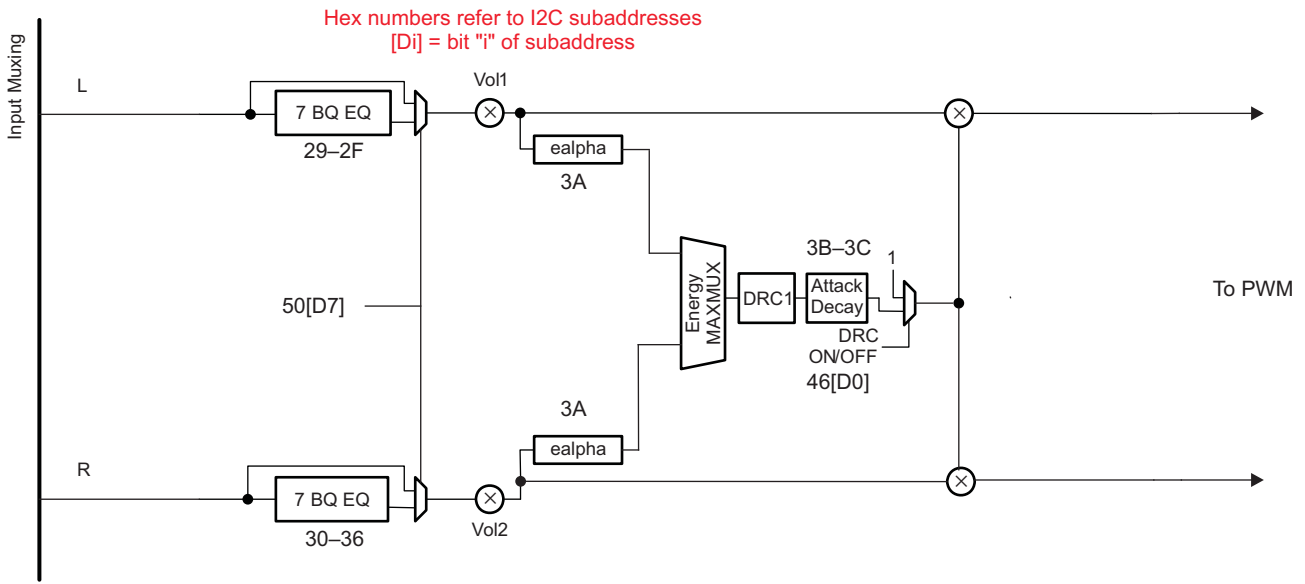 Hex numbers refer to I2C subaddresses
[Di] = bit "i" of subaddress
Input Muxing
L
7 BQ EQ
29–2F
Vol1
×
×
ealpha
3A
50[D7]
Energy
MAXMUX
DRC1
3B–3C
Attack
Decay
1
DRC
ON/OFF
46[D0]
To PWM
3A
ealpha
R
7 BQ EQ
30–36
×
Vol2
×